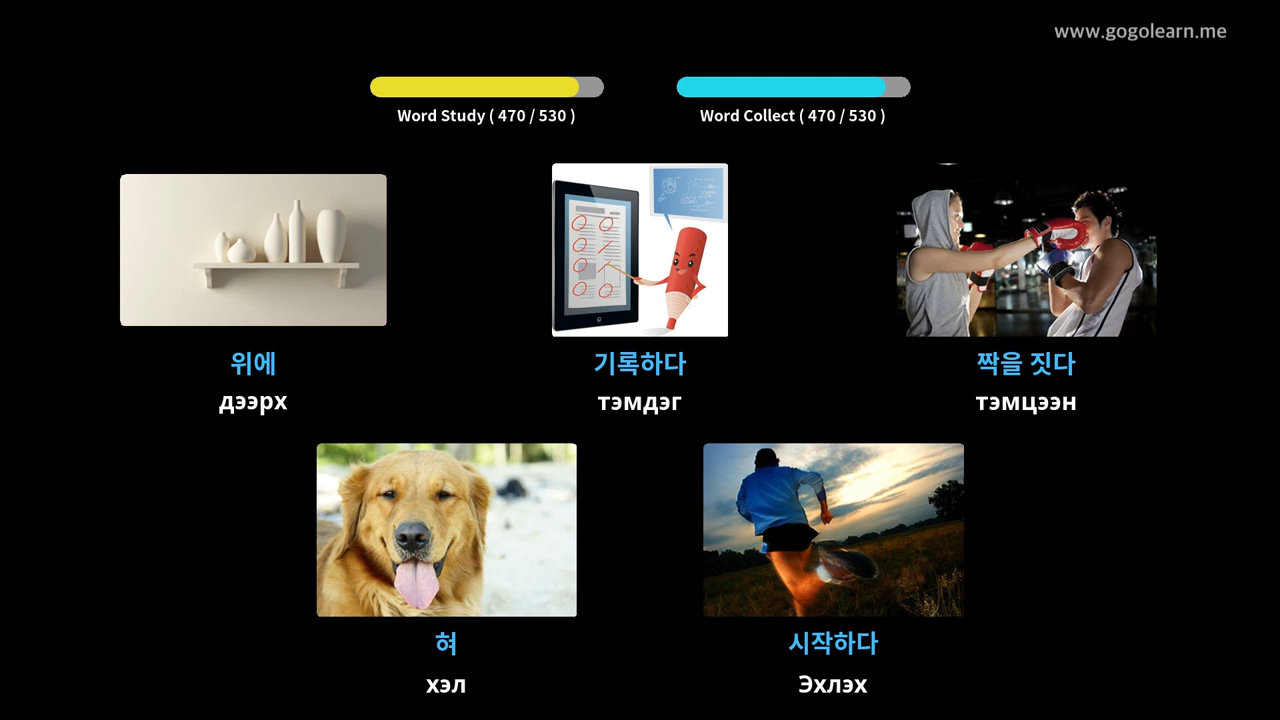 www.gogolearn.me
Word Study ( 470 / 530 )
Word Collect ( 470 / 530 )
위에
дээрх
기록하다
тэмдэг
짝을 짓다
тэмцээн
혀
хэл
시작하다
Эхлэх